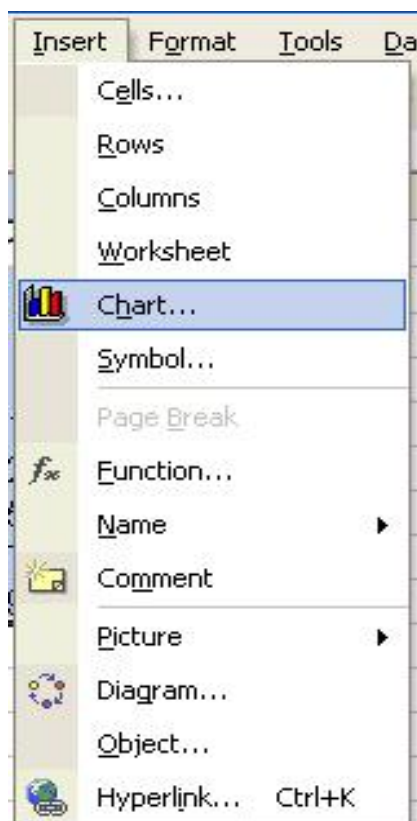 Insert Format Tools Da
Cells...
Rows
Columns
Worksheet
Chart...
Symbol...
Page Break
Function...
Name
Comment
Picture
Diagram...
Object...
Hyperlink... Ctrl+K